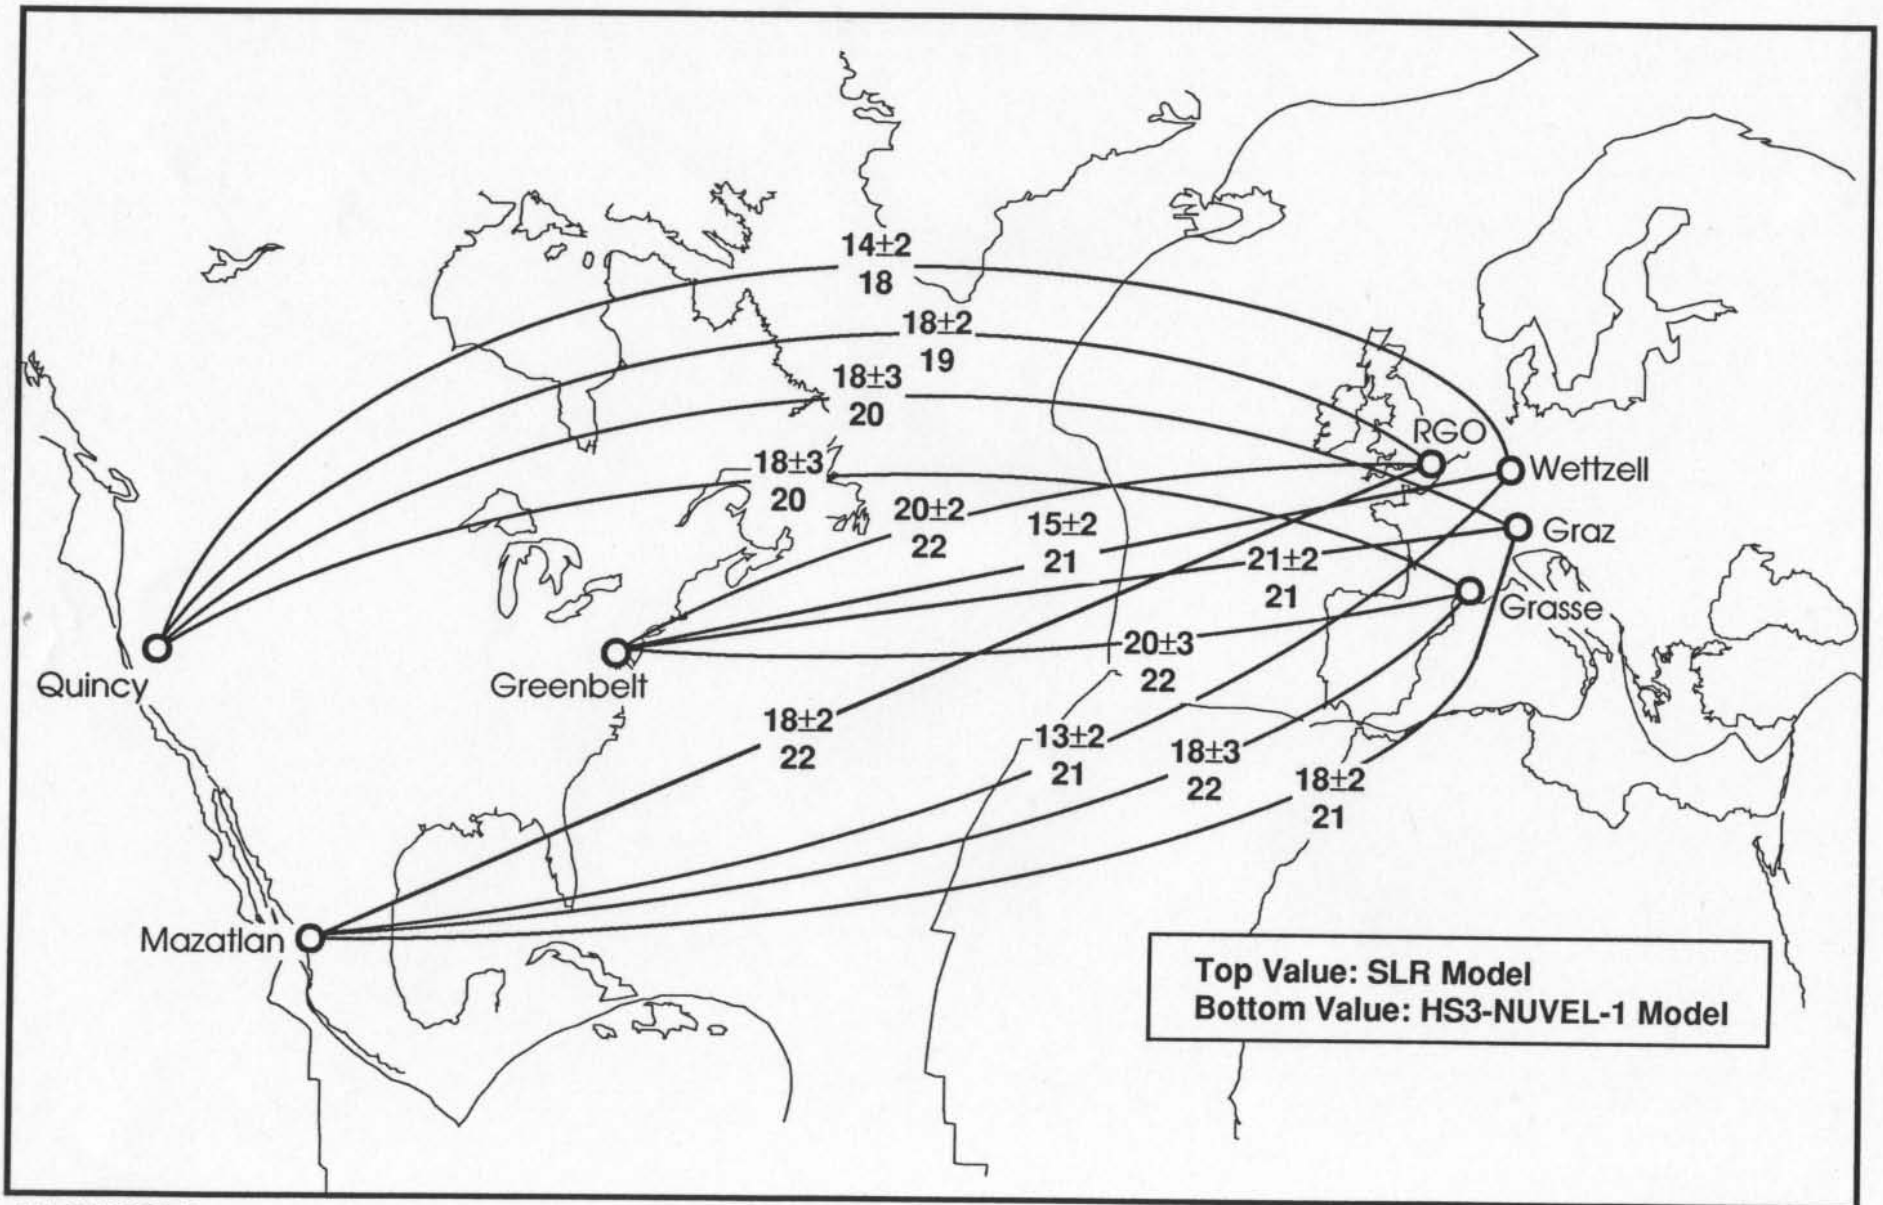 14±2
18
18±2
19
18±3
20
RGO
18±3
20
Wettzell
20±2
22
15±2
21
Graz
21±2
21
Grasse
20±3
22
Quincy
Greenbelt
18±2
22
13±2
21
18±3
22
18±2
21
Mazatlan
Top Value: SLR Model
Bottom Value: HS3-NUVEL-1 Model